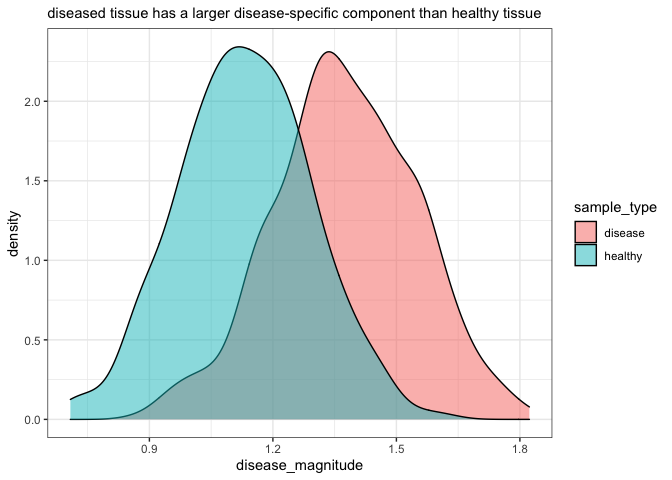 diseased tissue has a larger disease-specific component than healthy tissue
2.0
1.5
1.0
0.5
0.0
density
0.9 1.2 1.5 1.8
disease_magnitude
sample_type
disease
healthy